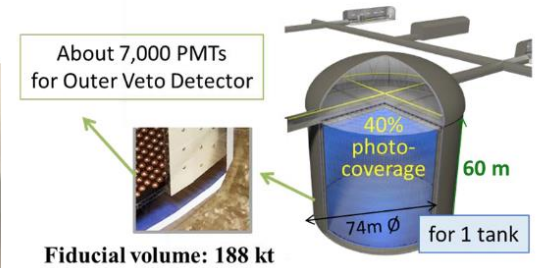 About 7,000 PMTs
for Outer Veto Detector
40%
photo-
coverage
60 m
74m Ø
for 1 tank
Fiducial volume: 188 kt